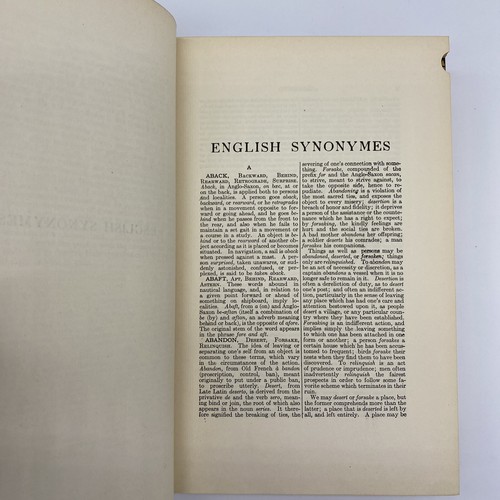 ENGLISH SYNONYMES
A
ABACK, BACKWARD, BEHIND,
REARWARD, RETROGRADE, SURPRISE.
Aback, in Anglo-Saxon, on bæc, at or
on the back, is applied both to persons
and localities. A person goes aback,
backward, or rearward, or he retrogrades
when in a movement opposite to for-
ward or going ahead, and he goes be-
hind when he passes from the front to
the rear, and also when he fails to
maintain a set gait in a movement or
a course in a study. An object is be-
hind or to the rearward of another ob-
ject according as it is placed or becomes
situated. In navigation, a sail is aback
when pressed against a mast. A per-
son surprised, taken unawares, or sud-
denly astonished, confused, or per-
plexed, is said to be taken aback.
ABAFT, AFT, BEHIND, REARWARD,
ASTERN. These words abound in
nautical language, and, in relation to
a given point forward or ahead of
something on shipboard, imply lo-
calities. Abaft, from a (on) and Anglo-
Saxon be-æftan (itself a combination of
be (by) and æftan, an adverb meaning
behind or back), is the opposite of afore.
The original stem of the word appears
in the phrase fore and aft.
ABANDON, DESERT, FORSAKE,
RELINQUISH. The idea of leaving or
separating one's self from an object is
common to these terms, which vary
in the circumstances of the action.
Abandon, from Old French à bandon
(proscription, control, ban), meant
originally to put under a public ban,
to proscribe utterly. Desert, from
Late Latin deserto, is derived from the
privative de and the verb sero, mean-
ing bind or join, the root of which also
appears in the noun series. It there-
fore signified the breaking of ties, the
severing of one's connection with some-
thing. Forsake, compounded of the
prefix for and the Anglo-Saxon sacan,
to strive, meant to strive against, to
take the opposite side, hence to re-
pudiate. Abandoning is a violation of
the most sacred ties, and exposes the
object to every misery; desertion is a
breach of honor and fidelity; it deprives
a person of the assistance or the counte-
nance which he has a right to expect;
by forsaking, the kindly feelings are
hurt and the social ties are broken.
A bad mother abandons her offspring;
a soldier deserts his comrades; a man
forsakes his companions.
Things as well as persons may be
abandoned, deserted, or forsaken; things
only are relinquished. To abandon may
be an act of necessity or discretion, as a
captain abandons a vessel when it is no
longer safe to remain in it. Desertion is
often a dereliction of duty, as to desert
one's post; and often an indifferent ac-
tion, particularly in the sense of leaving
any place which has had one's care and
attention bestowed upon it, as people
desert a village, or any particular coun-
try where they have been established.
Forsaking is an indifferent action, and
implies simply the leaving something
to which one has been attached in one
form or another; a person forsakes a
certain house which he has been accus-
tomed to frequent; birds forsake their
nests when they find them to have been
discovered. To relinquish is an act
of prudence or imprudence; men often
inadvertently relinquish the fairest
prospects in order to follow some fa-
vorite scheme which terminates in their
ruin.
We may desert or forsake a place, but
the former comprehends more than the
latter; a place that is deserted is left by
all, and left entirely. A place may be